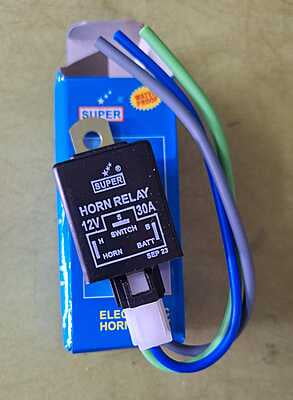 WATER
PROOF
SUPER ®
SUPER ®
HORN RELAY
12V S 30A
H SWITCH B
HORN BATT
SEP 23
ELEC
HORN